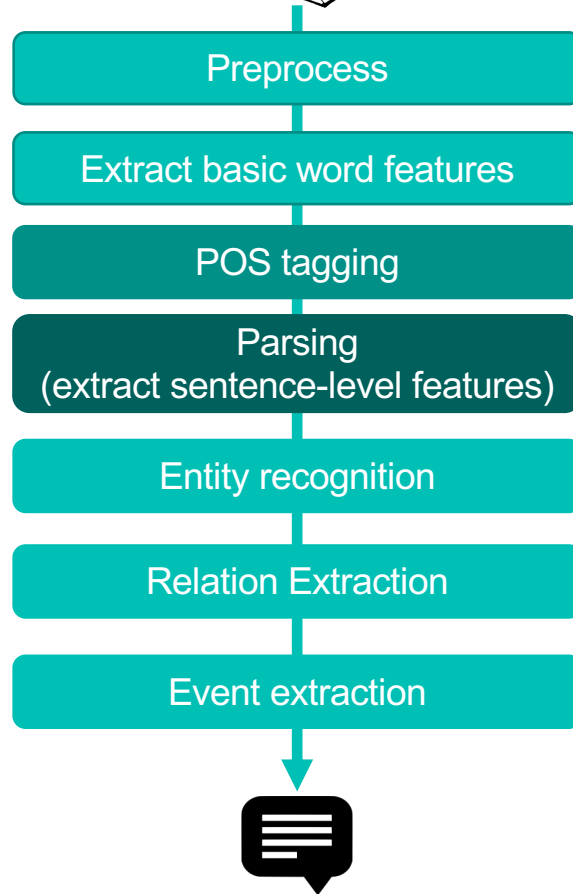 Preprocess
Extract basic word features
POS tagging
Parsing
(extract sentence-level features)
Entity recognition
Relation Extraction
Event extraction